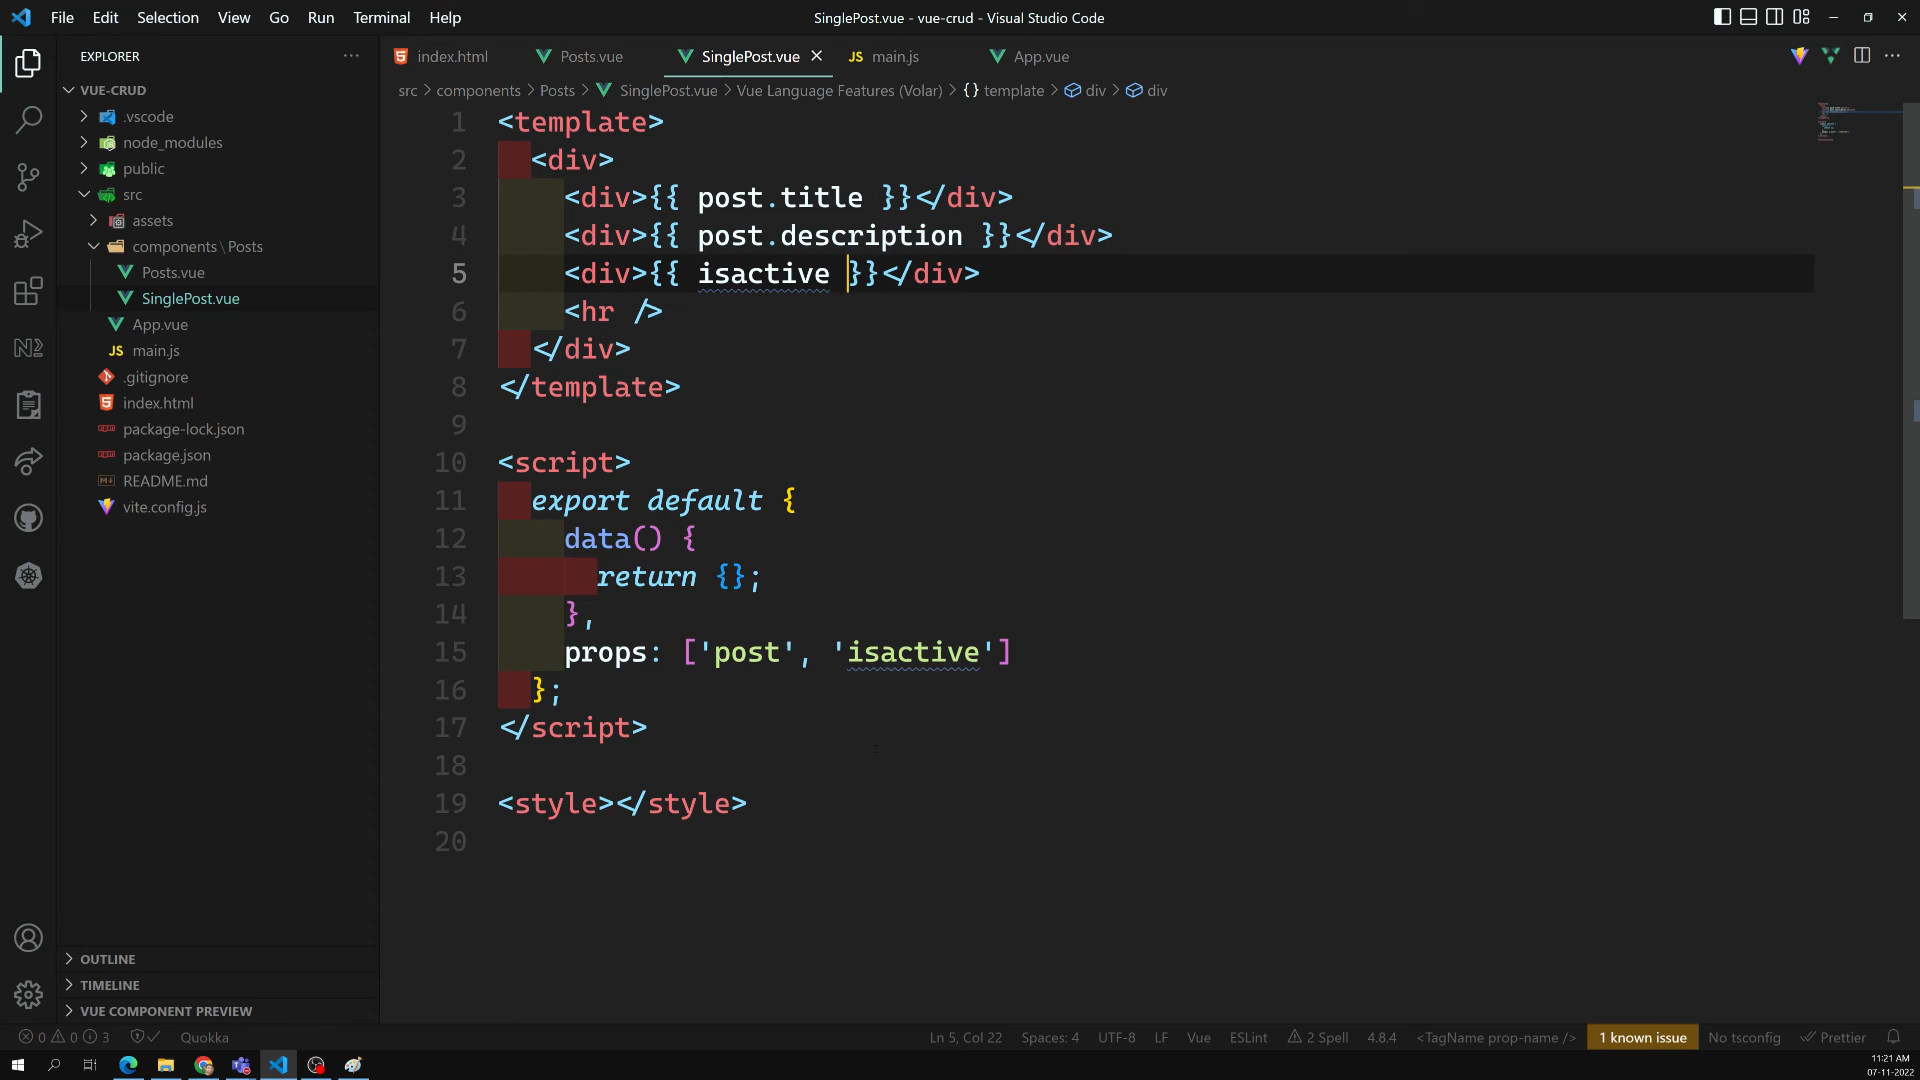 File Edit Selection View Go Run Terminal Help
SinglePost.vue - vue-crud - Visual Studio Code
EXPLORER
VUE-CRUD
.vscode
node_modules
public
src
assets
components\Posts
Posts.vue
SinglePost.vue
App.vue
JS main.js
.gitignore
index.html
package-lock.json
package.json
README.md
vite.config.js
OUTLINE
TIMELINE
VUE COMPONENT PREVIEW
index.html Posts.vue SinglePost.vue JS main.js App.vue
src > components > Posts > SinglePost.vue > Vue Language Features (Volar) > {} template > div > div
1 <template>
2 <div>
3 <div>{{ post.title }}</div>
4 <div>{{ post.description }}</div>
5 <div>{{ isactive }}</div>
6 <hr />
7 </div>
8 </template>
9
10 <script>
11 export default {
12 data() {
13 return {};
14 },
15 props: ['post', 'isactive']
16 };
17 </script>
18
19 <style></style>
20
0 0 3 Quokka Ln 5, Col 22 Spaces: 4 UTF-8 LF Vue ESLint 2 Spell 4.8.4 <TagName prop-name /> 1 known issue No tsconfig Prettier
11:21 AM
07-11-2022